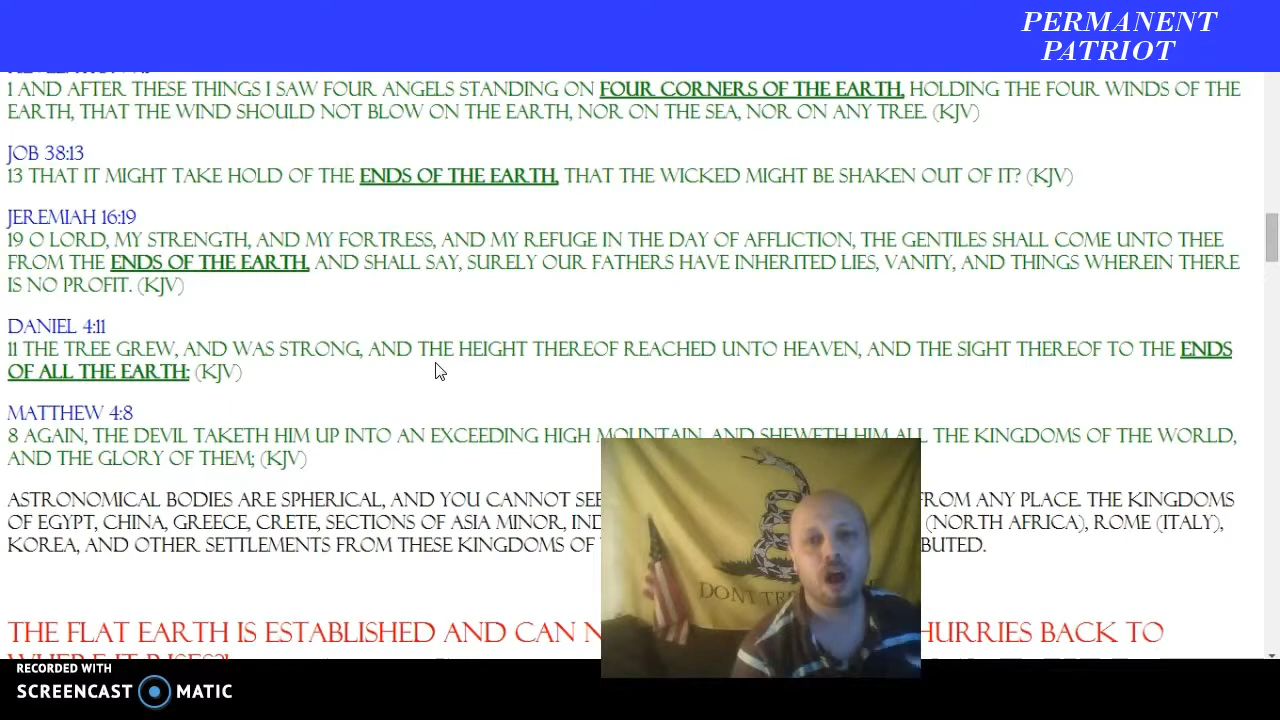 PERMANENT
PATRIOT
1 AND AFTER THESE THINGS I SAW FOUR ANGELS STANDING ON FOUR CORNERS OF THE EARTH, HOLDING THE FOUR WINDS OF THE
EARTH, THAT THE WIND SHOULD NOT BLOW ON THE EARTH, NOR ON THE SEA, NOR ON ANY TREE. (KJV)
JOB 38:13
13 THAT IT MIGHT TAKE HOLD OF THE ENDS OF THE EARTH, THAT THE WICKED MIGHT BE SHAKEN OUT OF IT? (KJV)
JEREMIAH 16:19
19 O LORD, MY STRENGTH, AND MY FORTRESS, AND MY REFUGE IN THE DAY OF AFFLICTION, THE GENTILES SHALL COME UNTO THEE
FROM THE ENDS OF THE EARTH, AND SHALL SAY, SURELY OUR FATHERS HAVE INHERITED LIES, VANITY, AND THINGS WHEREIN THERE
IS NO PROFIT. (KJV)
DANIEL 4:11
11 THE TREE GREW, AND WAS STRONG, AND THE HEIGHT THEREOF REACHED UNTO HEAVEN, AND THE SIGHT THEREOF TO THE ENDS
OF ALL THE EARTH: (KJV)
MATTHEW 4:8
8 AGAIN, THE DEVIL TAKETH HIM UP INTO AN EXCEEDING HIGH MOUNTAIN, AND SHEWETH HIM ALL THE KINGDOMS OF THE WORLD,
AND THE GLORY OF THEM; (KJV)
ASTRONOMICAL BODIES ARE SPHERICAL, AND YOU CANNOT SEE FROM ANY PLACE. THE KINGDOMS
OF EGYPT, CHINA, GREECE, CRETE, SECTIONS OF ASIA MINOR, (NORTH AFRICA), ROME (ITALY),
KOREA, AND OTHER SETTLEMENTS FROM THESE KINGDOMS OF
DONT
THE FLAT EARTH IS ESTABLISHED AND CAN HURRIES BACK TO
WHERE IT
RECORDED WITH
SCREENCAST MATIC